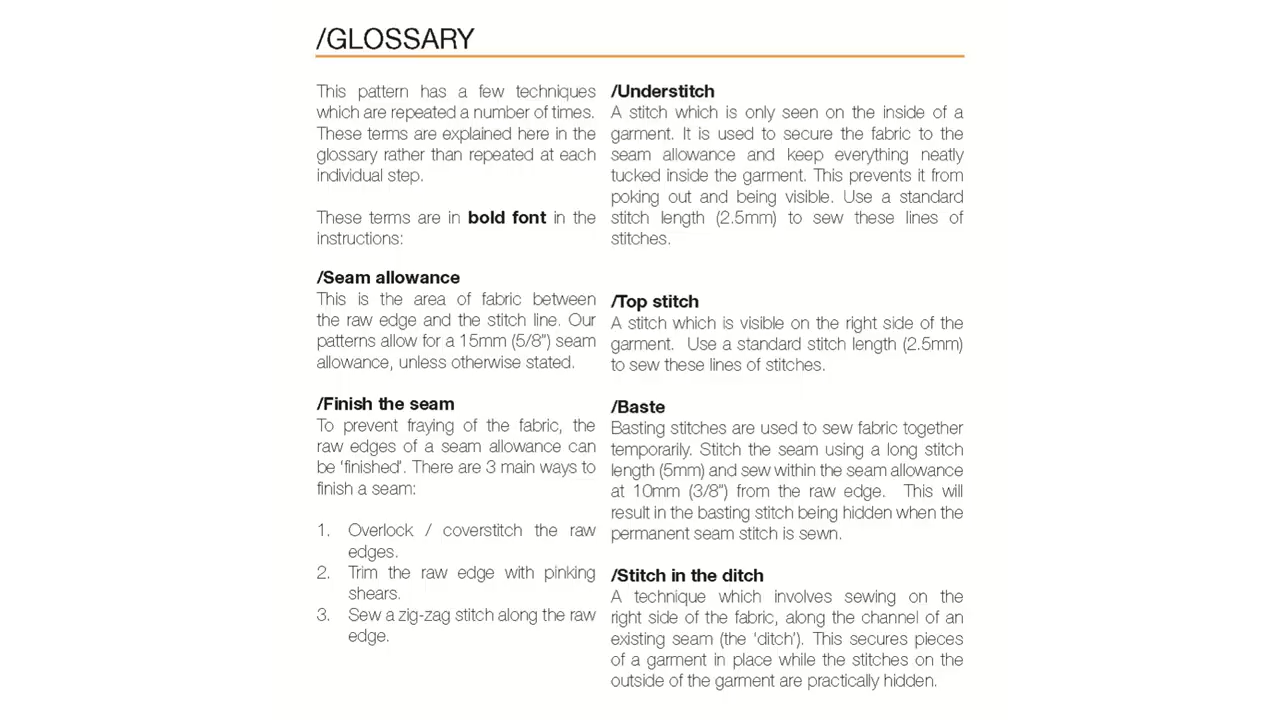 /GLOSSARY
This pattern has a few techniques
which are repeated a number of times.
These terms are explained here in the
glossary rather than repeated at each
individual step.
These terms are in bold font in the
instructions:
/Seam allowance
This is the area of fabric between
the raw edge and the stitch line. Our
patterns allow for a 15mm (5/8") seam
allowance, unless otherwise stated.
/Finish the seam
To prevent fraying of the fabric, the
raw edges of a seam allowance can
be 'finished'. There are 3 main ways to
finish a seam:
1. Overlock / coverstitch the raw
edges.
2. Trim the raw edge with pinking
shears.
3. Sew a zig-zag stitch along the raw
edge.
/Understitch
A stitch which is only seen on the inside of a
garment. It is used to secure the fabric to the
seam allowance and keep everything neatly
tucked inside the garment. This prevents it from
poking out and being visible. Use a standard
stitch length (2.5mm) to sew these lines of
stitches.
/Top stitch
A stitch which is visible on the right side of the
garment. Use a standard stitch length (2.5mm)
to sew these lines of stitches.
/Baste
Basting stitches are used to sew fabric together
temporarily. Stitch the seam using a long stitch
length (5mm) and sew within the seam allowance
at 10mm (3/8") from the raw edge. This will
result in the basting stitch being hidden when the
permanent seam stitch is sewn.
/Stitch in the ditch
A technique which involves sewing on the
right side of the fabric, along the channel of an
existing seam (the 'ditch'). This secures pieces
of a garment in place while the stitches on the
outside of the garment are practically hidden.